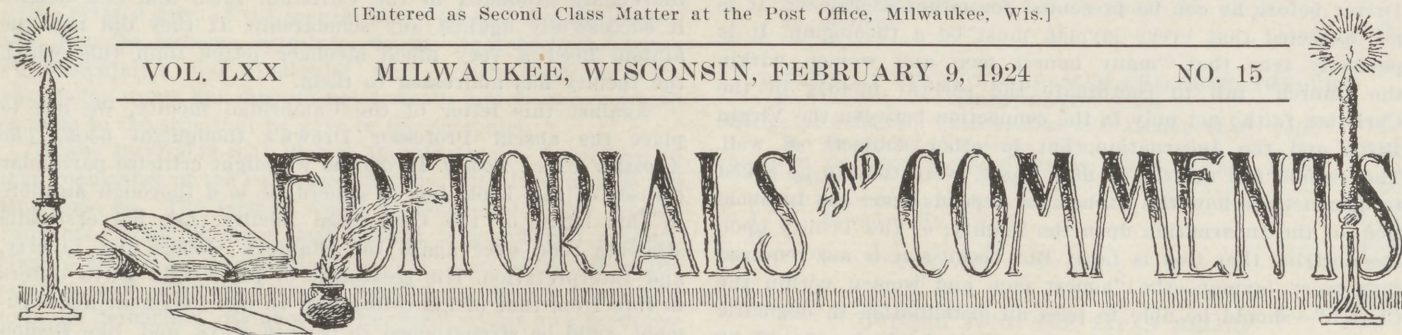 [Entered as Second Class Matter at the Post Office, Milwaukee, Wis.]
VOL. LXX MILWAUKEE, WISCONSIN, FEBRUARY 9, 1924 NO. 15
EDITORIALS AND COMMENTS